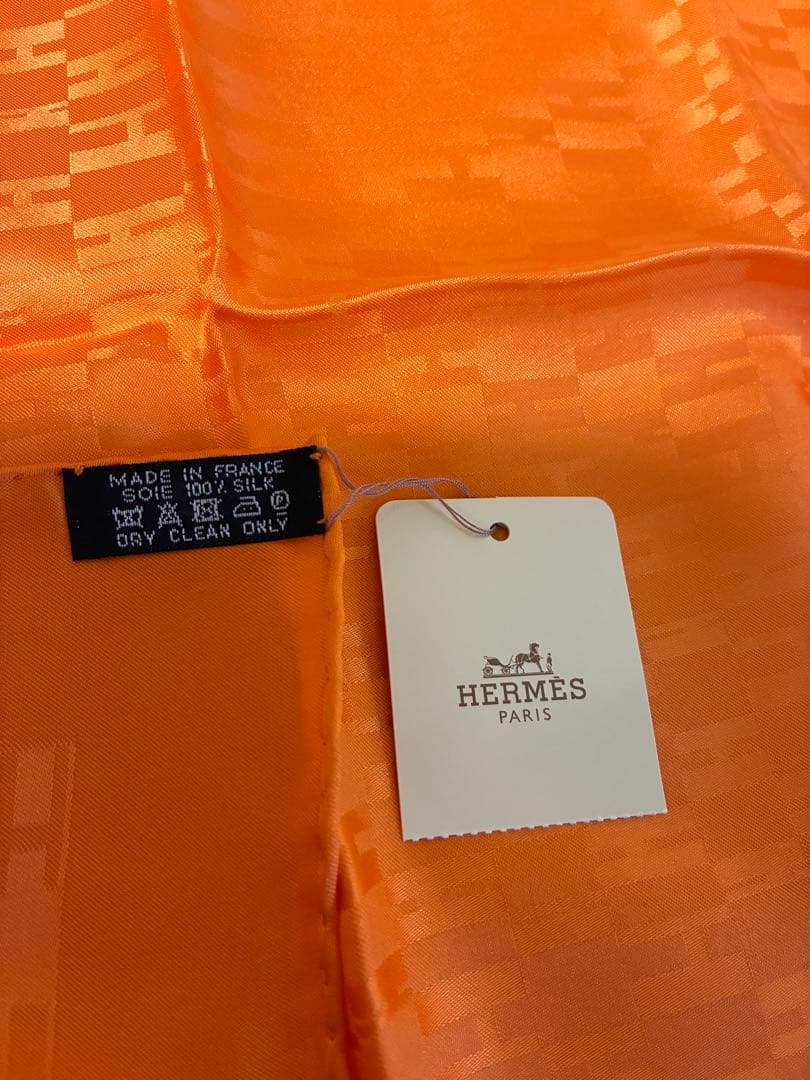 MADE IN FRANCE
SOIE 100% SILK
DRY CLEAN ONLY
HERMÈS
PARIS